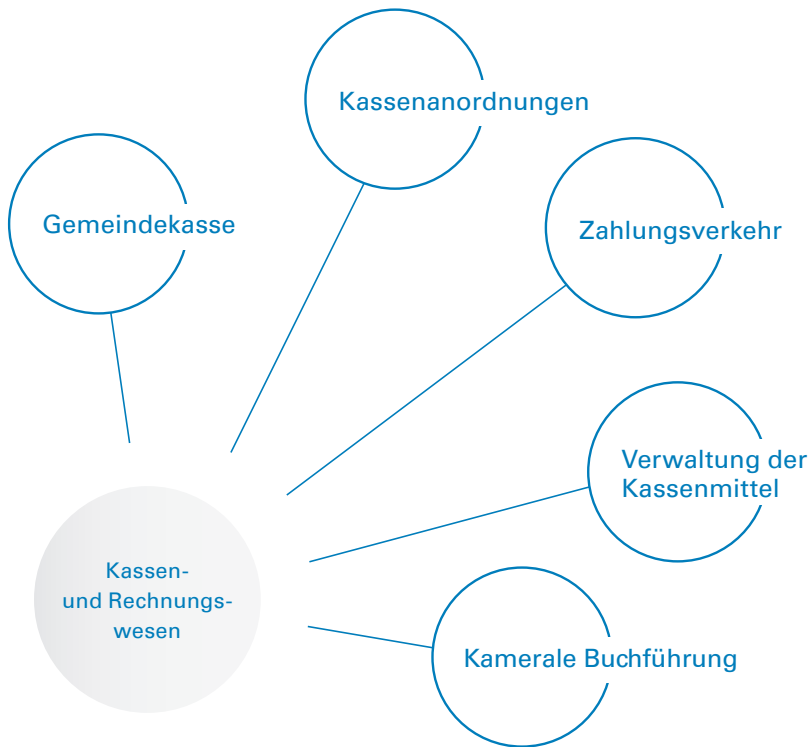 Kassenanordnungen
Gemeindekasse
Zahlungsverkehr
Verwaltung der
Kassenmittel
Kassen-
und Rechnungs-
wesen
Kamerale Buchführung